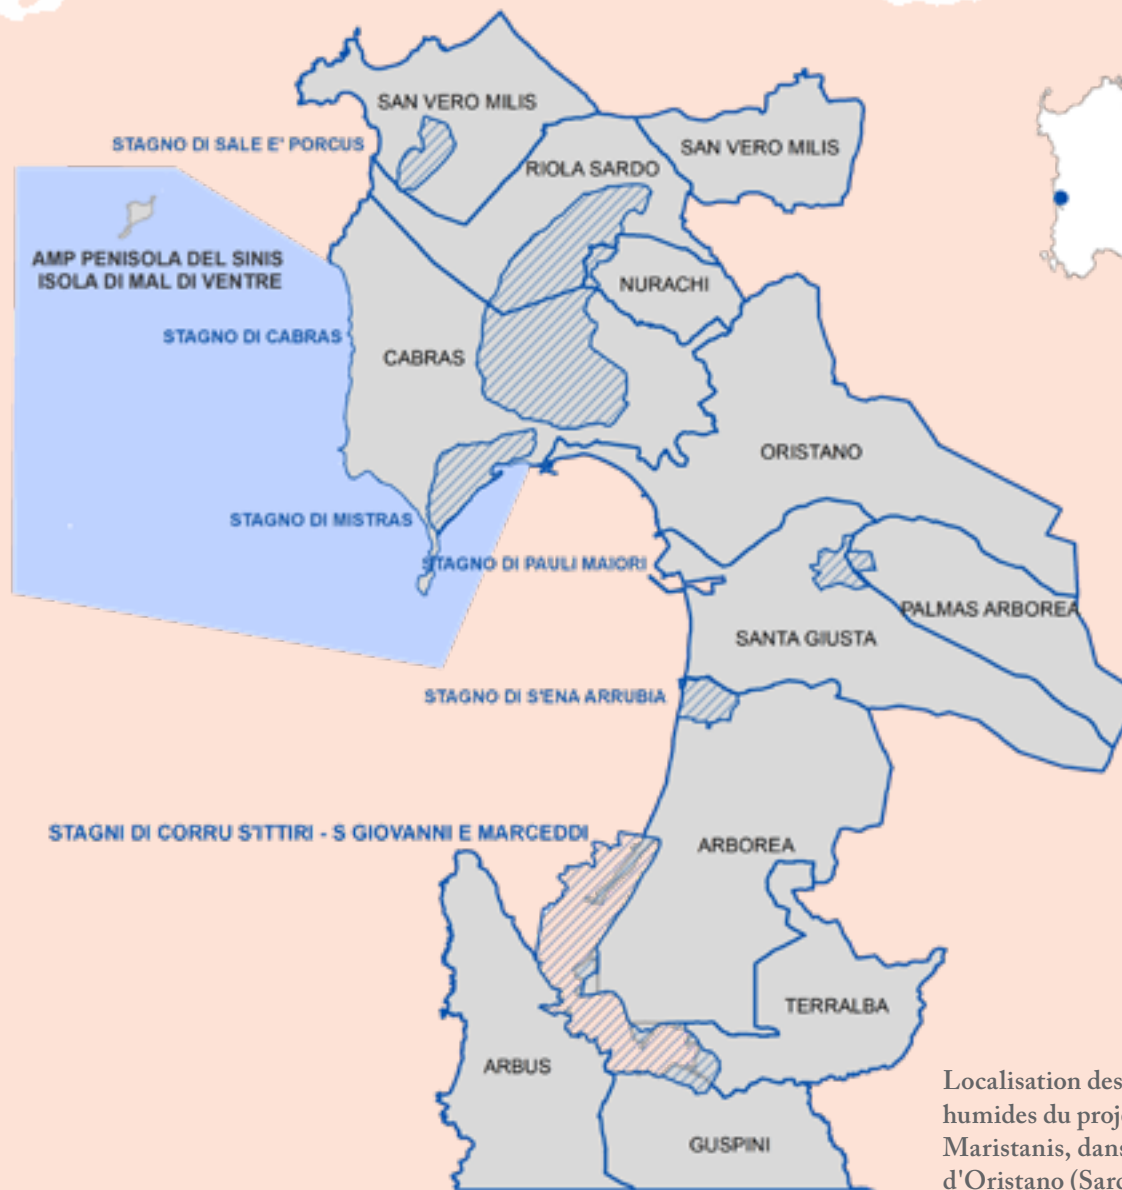 SAN VERO MILIS
STAGNO DI SALE E' PORCUS
SAN VERO MILIS
RIOLA SARDO
AMP PENISOLA DEL SINIS
ISOLA DI MAL DI VENTRE
NURACHI
STAGNO DI CABRAS
CABRAS
ORISTANO
STAGNO DI MISTRAS
STAGNO DI PAULI MAIORI
PALMAS ARBOREA
SANTA GIUSTA
STAGNO DI S'ENA ARRUBIA
STAGNI DI CORRU S'ITTIRI - S GIOVANNI E MARCEDDI
ARBOREA
TERRALBA
ARBUS
GUSPINI
Localisation des
humides du
Maristanis, dans
d'Oristano